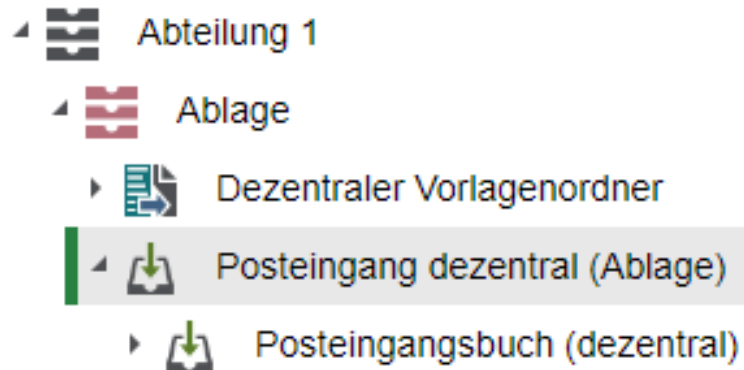 Abteilung 1
Ablage
Dezentraler Vorlagenordner
Posteingang dezentral (Ablage)
Posteingangsbuch (dezentral)